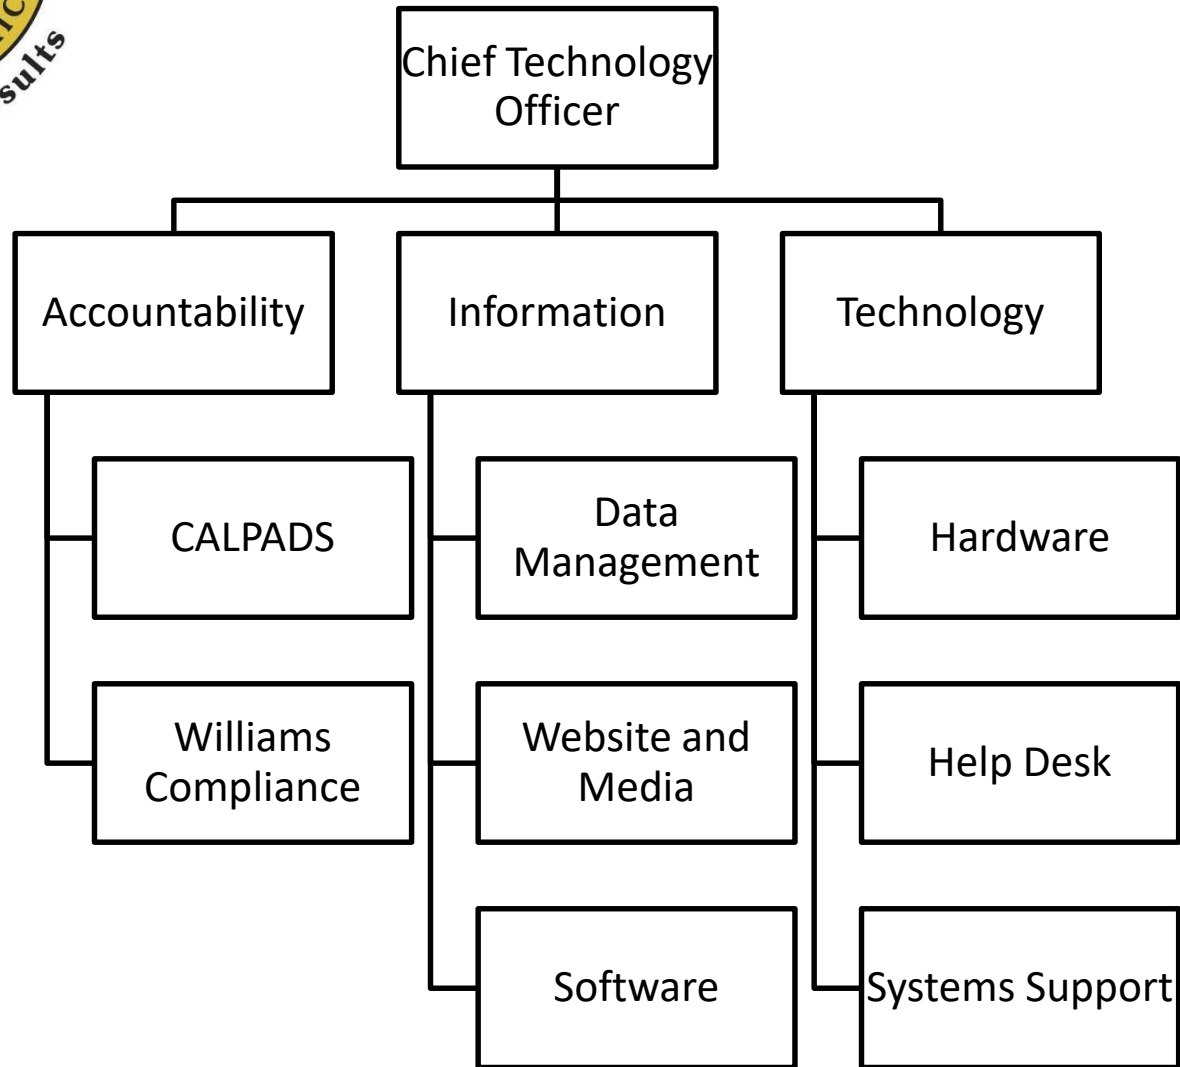 sults
Chief Technology
Officer
Accountability
Information
Technology
CALPADS
Data
Management
Hardware
Williams
Compliance
Website and
Media
Help Desk
Software
Systems Support